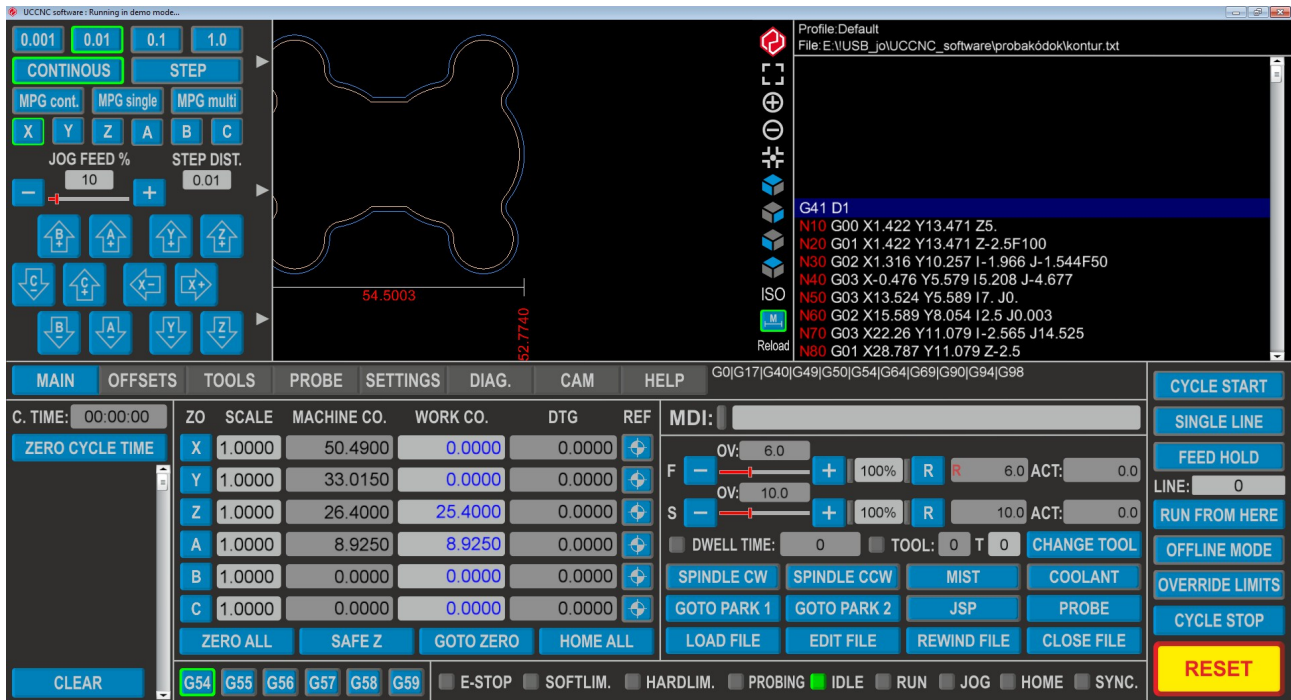 UCCNC software : Running in demo mode...
0.001 0.01 0.1 1.0
CONTINOUS STEP
MPG cont. MPG single MPG multi
X Y Z A B C
JOG FEED % STEP DIST.
10 0.01
B+ A+ Y+ Z+
C- C+ X- X+
B- A- Y- Z-
54.5003
52.7740
ISO
M
Reload
Profile:Default
File: E:\!USB_jo\UCCNC_software\probakódok\kontur.txt
G41 D1
N10 G00 X1.422 Y13.471 Z5.
N20 G01 X1.422 Y13.471 Z-2.5F100
N30 G02 X1.316 Y10.257 I-1.966 J-1.544F50
N40 G03 X-0.476 Y5.579 I5.208 J-4.677
N50 G03 X13.524 Y5.589 I7. J0.
N60 G02 X15.589 Y8.054 I2.5 J0.003
N70 G03 X22.26 Y11.079 I-2.565 J14.525
N80 G01 X28.787 Y11.079 Z-2.5
MAIN OFFSETS TOOLS PROBE SETTINGS DIAG. CAM HELP
G0|G17|G40|G49|G50|G54|G64|G69|G90|G94|G98
C. TIME: 00:00:00
ZERO CYCLE TIME
CLEAR
ZO SCALE MACHINE CO. WORK CO. DTG REF
X 1.0000 50.4900 0.0000 0.0000
Y 1.0000 33.0150 0.0000 0.0000
Z 1.0000 26.4000 25.4000 0.0000
A 1.0000 8.9250 8.9250 0.0000
B 1.0000 0.0000 0.0000 0.0000
C 1.0000 0.0000 0.0000 0.0000
ZERO ALL SAFE Z GOTO ZERO HOME ALL
MDI:
OV: 6.0
F - + 100% R R 6.0 ACT: 0.0
OV: 10.0
S - + 100% R 10.0 ACT: 0.0
DWELL TIME: 0 TOOL: 0 T 0 CHANGE TOOL
SPINDLE CW SPINDLE CCW MIST COOLANT
GOTO PARK 1 GOTO PARK 2 JSP PROBE
LOAD FILE EDIT FILE REWIND FILE CLOSE FILE
G54 G55 G56 G57 G58 G59
E-STOP SOFTLIM. HARDLIM. PROBING IDLE RUN JOG HOME SYNC.
CYCLE START
SINGLE LINE
FEED HOLD
LINE: 0
RUN FROM HERE
OFFLINE MODE
OVERRIDE LIMITS
CYCLE STOP
RESET